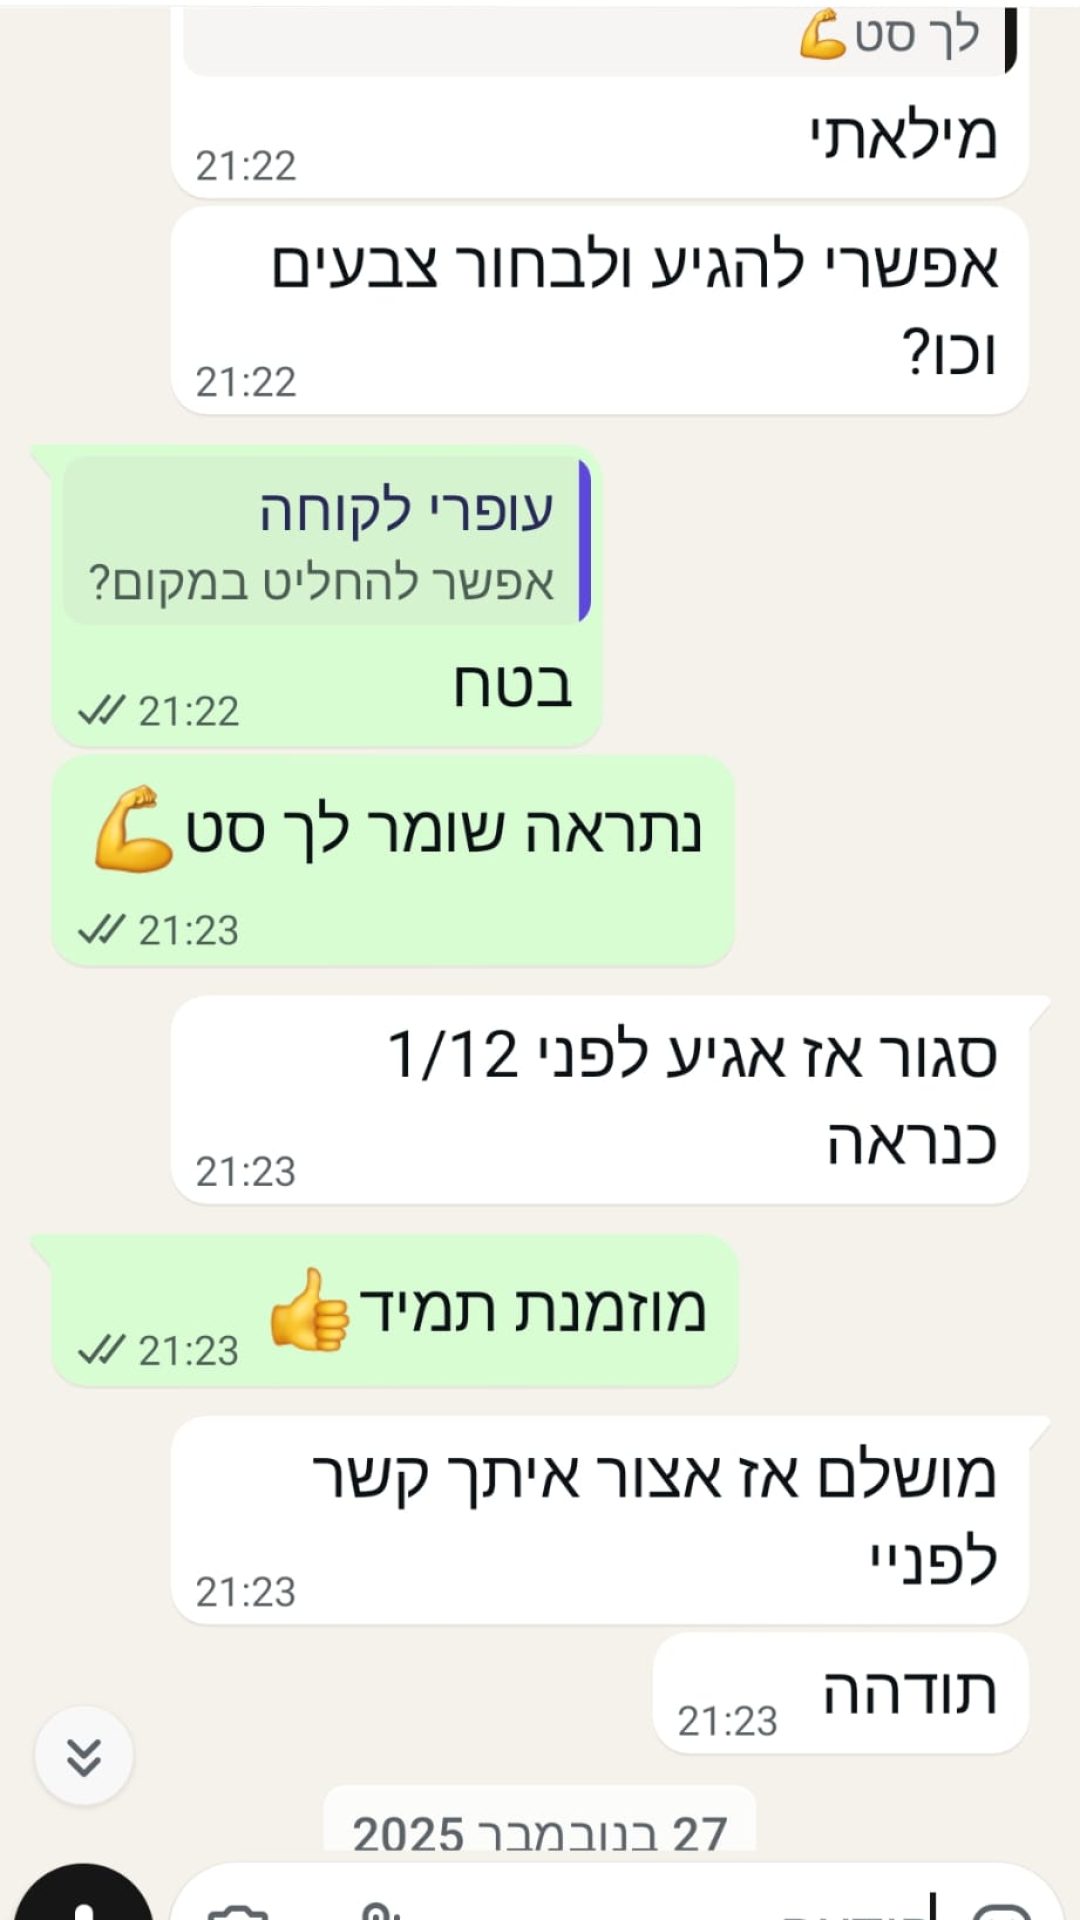 לך סט💪
מילאתי
21:22
אפשרי להגיע ולבחור צבעים
וכו?
21:22
עופרי לקוחה
אפשר להחליט במקום?
בטח
21:22
נתראה שומר לך סט💪
21:23
סגור אז אגיע לפני 1/12
כנראה
21:23
מוזמנת תמיד👍
21:23
מושלם אז אצור איתך קשר
לפניי
21:23
תודהה
21:23
27 בנובמבר 2025